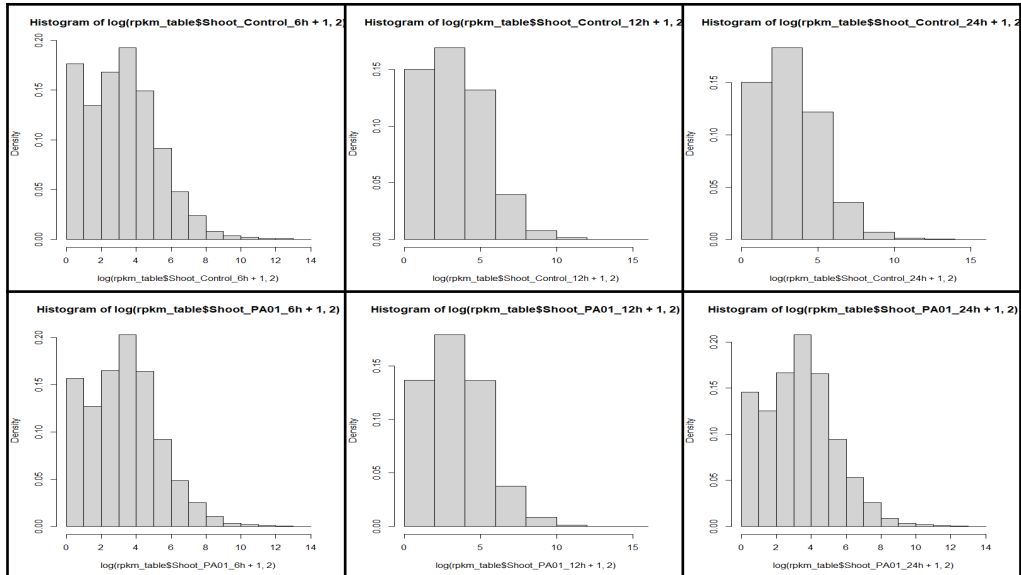 Histogram of log(rpkm_table$Shoot_Control_6h + 1, 2)
Density
0.00 0.05 0.10 0.15 0.20
0 2 4 6 8 10 12 14
log(rpkm_table$Shoot_Control_6h + 1, 2)
Histogram of log(rpkm_table$Shoot_Control_12h + 1, 2
Density
0.00 0.05 0.10 0.15
0 5 10 15
log(rpkm_table$Shoot_Control_12h + 1, 2)
Histogram of log(rpkm_table$Shoot_Control_24h + 1, 2
Density
0.00 0.05 0.10 0.15
0 5 10 15
log(rpkm_table$Shoot_Control_24h + 1, 2)
Histogram of log(rpkm_table$Shoot_PA01_6h + 1, 2)
Density
0.00 0.05 0.10 0.15 0.20
0 2 4 6 8 10 12 14
log(rpkm_table$Shoot_PA01_6h + 1, 2)
Histogram of log(rpkm_table$Shoot_PA01_12h + 1, 2)
Density
0.00 0.05 0.10 0.15
0 5 10 15
log(rpkm_table$Shoot_PA01_12h + 1, 2)
Histogram of log(rpkm_table$Shoot_PA01_24h + 1, 2)
Density
0.00 0.05 0.10 0.15 0.20
0 2 4 6 8 10 12 14
log(rpkm_table$Shoot_PA01_24h + 1, 2)